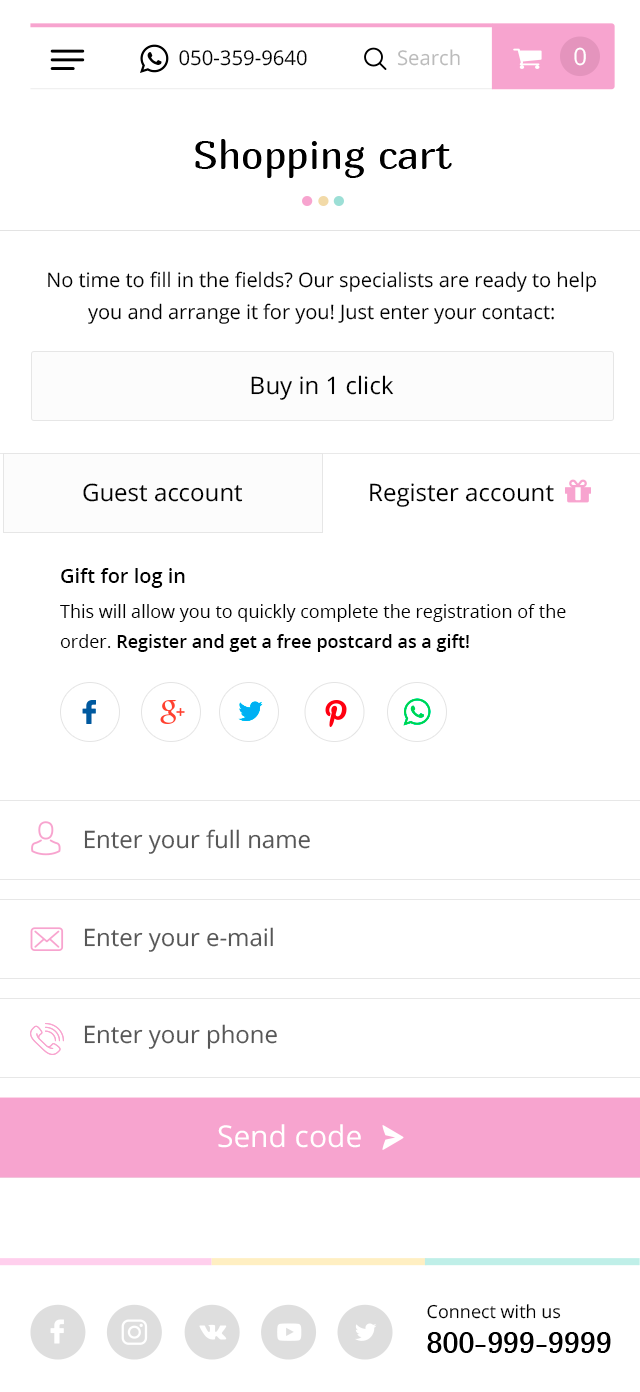 050-359-9640
Search
0
Shopping cart
No time to fill in the fields? Our specialists are ready to help
you and arrange it for you! Just enter your contact:
Buy in 1 click
Guest account
Register account
Gift for log in
This will allow you to quickly complete the registration of the
order. Register and get a free postcard as a gift!
Enter your full name
Enter your e-mail
Enter your phone
Send code
Connect with us
800-999-9999